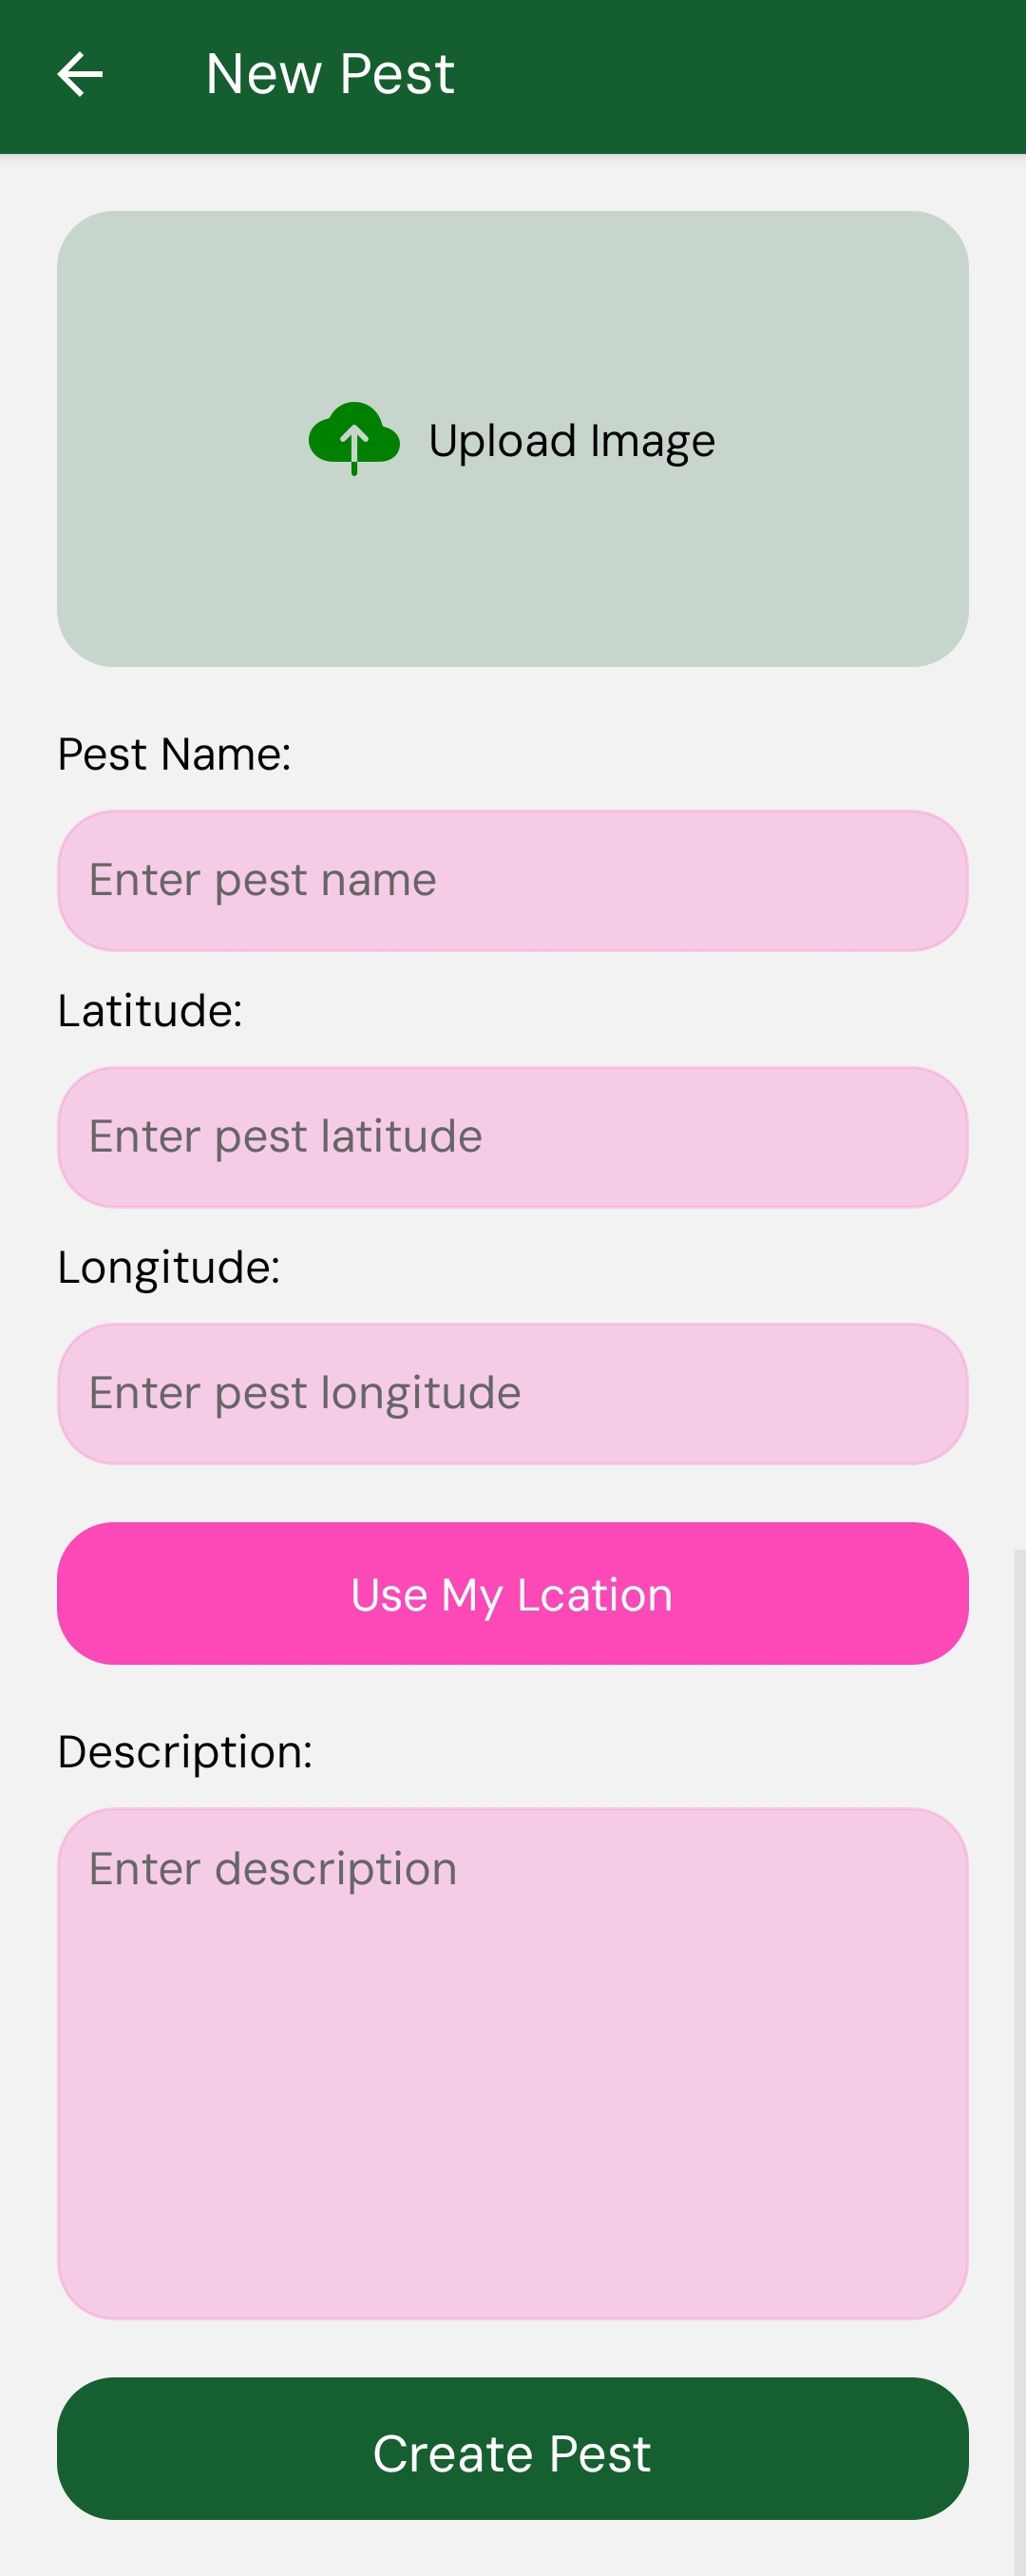 New Pest
Upload Image
Pest Name:
Enter pest name
Latitude:
Enter pest latitude
Longitude:
Enter pest longitude
Use My Lcation
Description:
Enter description
Create Pest